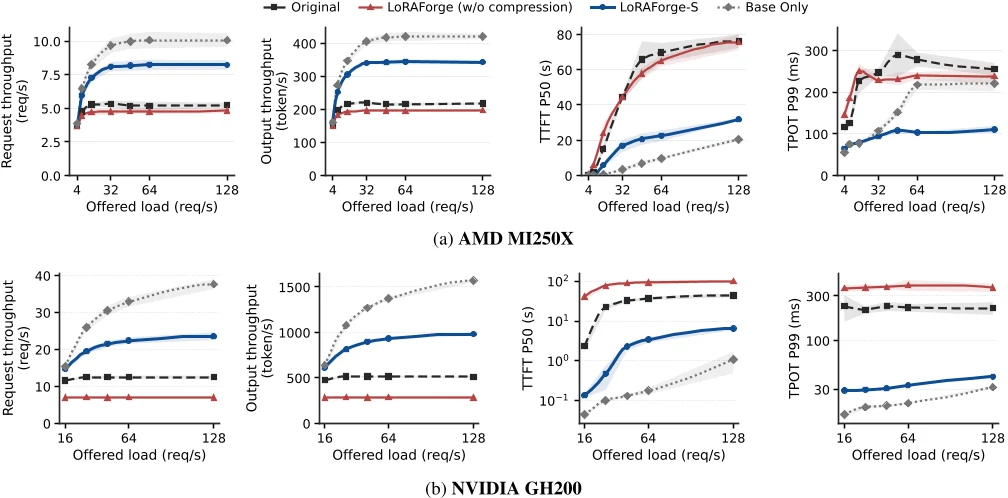 Original LoRAForge (w/o compression) LoRAForge-S Base Only
Request throughput
(req/s)
10.0
7.5
5.0
2.5
0.0
4 32 64 128
Offered load (req/s)
Output throughput
(token/s)
400
300
200
100
0
4 32 64 128
Offered load (req/s)
TTFT P50 (s)
80
60
40
20
0
4 32 64 128
Offered load (req/s)
TPOT P99 (ms)
300
200
100
0
4 32 64 128
Offered load (req/s)
(a) AMD MI250X
Request throughput
(req/s)
40
30
20
10
0
16 64 128
Offered load (req/s)
Output throughput
(token/s)
1500
1000
500
0
16 64 128
Offered load (req/s)
TTFT P50 (s)
10²
10¹
10⁰
10⁻¹
16 64 128
Offered load (req/s)
TPOT P99 (ms)
300
100
30
16 64 128
Offered load (req/s)
(b) NVIDIA GH200